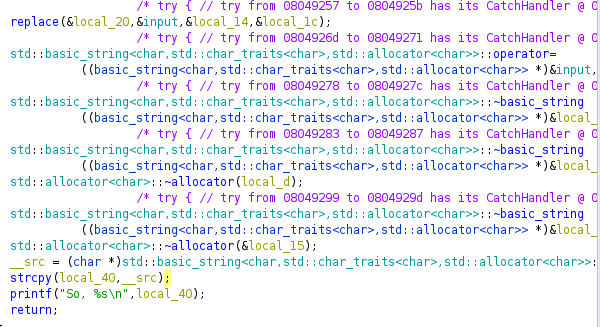 /* try { // try from 08049257 to 0804925b has its CatchHandler @ 0
replace(&local_20,&input,&local_14,&local_1c);
/* try { // try from 0804926d to 08049271 has its CatchHandler @ 0
std::basic_string<char,std::char_traits<char>,std::allocator<char>>::operator=
((basic_string<char,std::char_traits<char>,std::allocator<char>> *)&input,
/* try { // try from 08049278 to 0804927c has its CatchHandler @ 0
std::basic_string<char,std::char_traits<char>,std::allocator<char>>::~basic_string
((basic_string<char,std::char_traits<char>,std::allocator<char>> *)&local_
/* try { // try from 08049283 to 08049287 has its CatchHandler @ 0
std::basic_string<char,std::char_traits<char>,std::allocator<char>>::~basic_string
((basic_string<char,std::char_traits<char>,std::allocator<char>> *)&local_
std::allocator<char>::~allocator(local_d);
/* try { // try from 08049299 to 0804929d has its CatchHandler @ 0
std::basic_string<char,std::char_traits<char>,std::allocator<char>>::~basic_string
((basic_string<char,std::char_traits<char>,std::allocator<char>> *)&local_
std::allocator<char>::~allocator(&local_15);
__src = (char *)std::basic_string<char,std::char_traits<char>,std::allocator<char>>:
strcpy(local_40,__src);
printf("So, %s\n",local_40);
return;